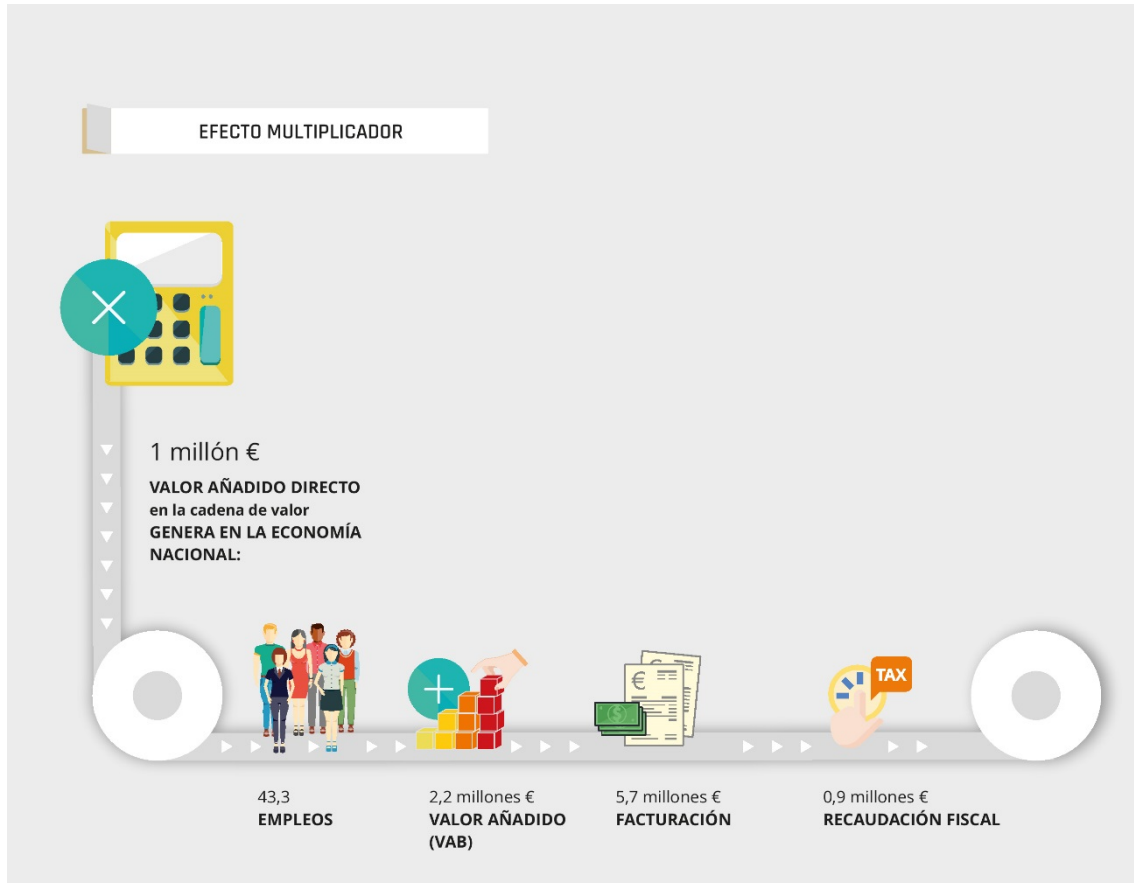 EFECTO MULTIPLICADOR
1 millón €
VALOR AÑADIDO DIRECTO
en la cadena de valor
GENERA EN LA ECONOMÍA
NACIONAL:
€
€
TAX
43,3
EMPLEOS
2,2 millones €
VALOR AÑADIDO
(VAB)
5,7 millones €
FACTURACIÓN
0,9 millones €
RECAUDACIÓN FISCAL